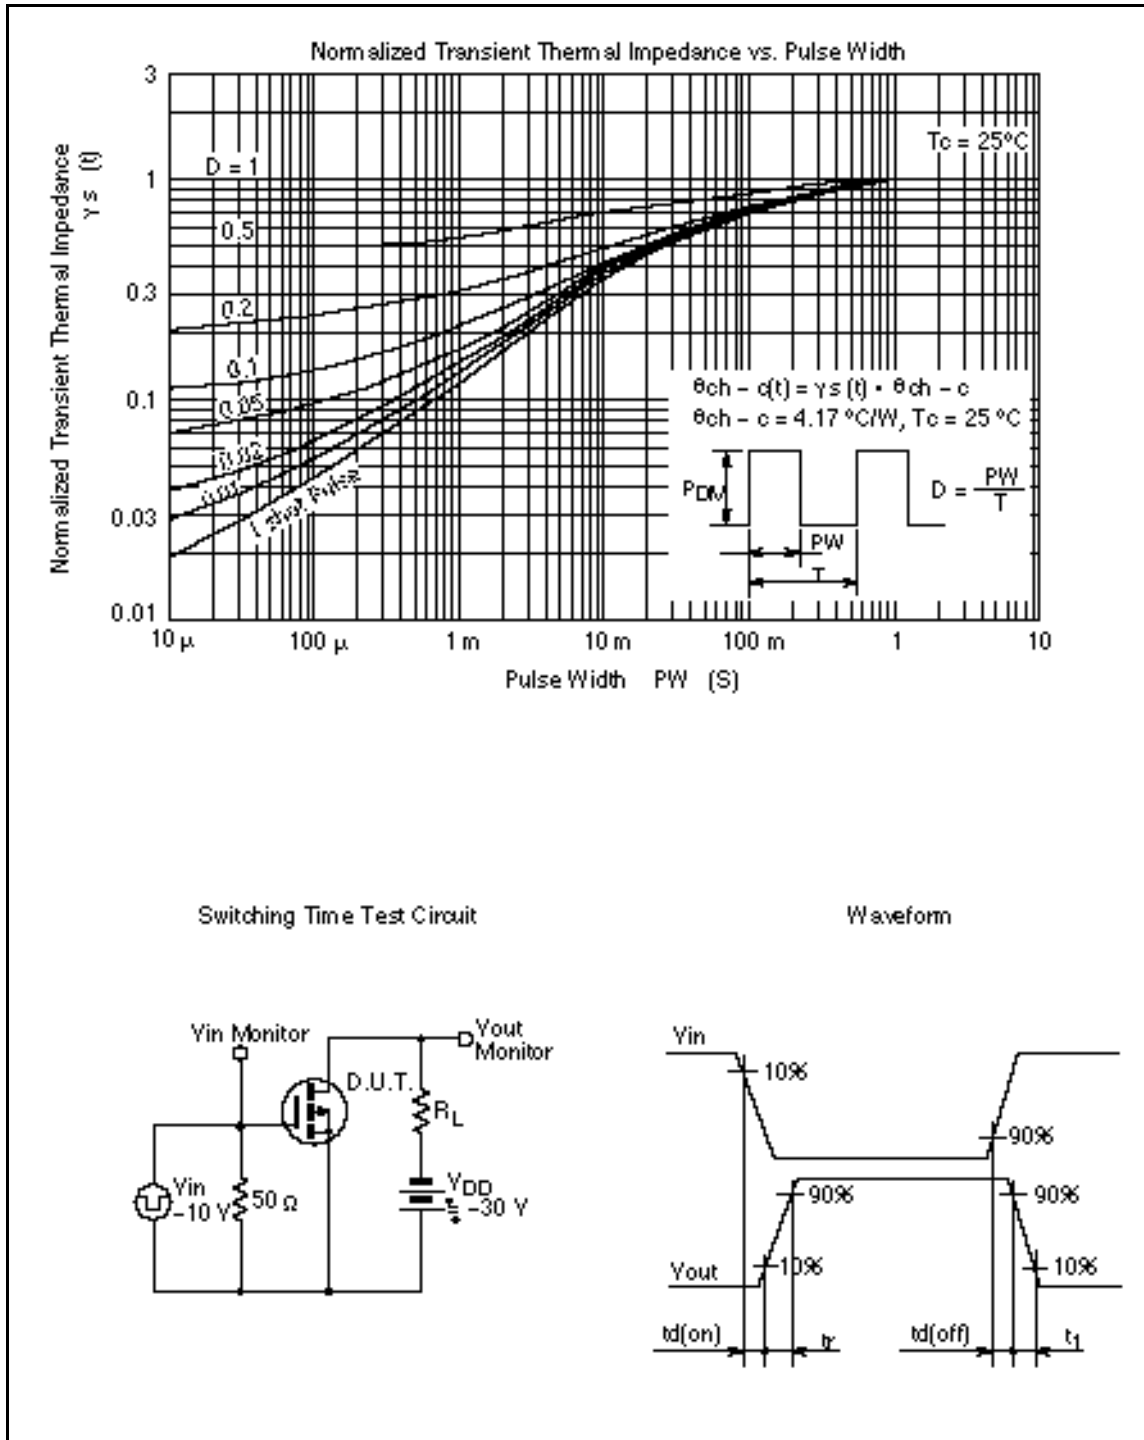 Normalized Transient Thermal Impedance vs. Pulse Width
Normalized Transient Thermal Impedance
γ s (t)
3
1
0.3
0.1
0.03
0.01
Tc = 25°C
D = 1
0.5
0.2
0.1
0.05
0.02
0.01
1 shot Pulse
θch – c(t) = γ s (t) • θch – c
θch – c = 4.17 °C/W, Tc = 25 °C
PDM
D = PW
T
PW
T
10 μ
100 μ
1 m
10 m
100 m
1
10
Pulse Width PW (S)
Switching Time Test Circuit
Vin Monitor
Vout
Monitor
D.U.T.
RL
Vin
–10 V
50 Ω
VDD
–30 V
Waveform
Vin
10%
90%
90%
90%
10%
10%
Vout
td(on)
tr
td(off)
tf